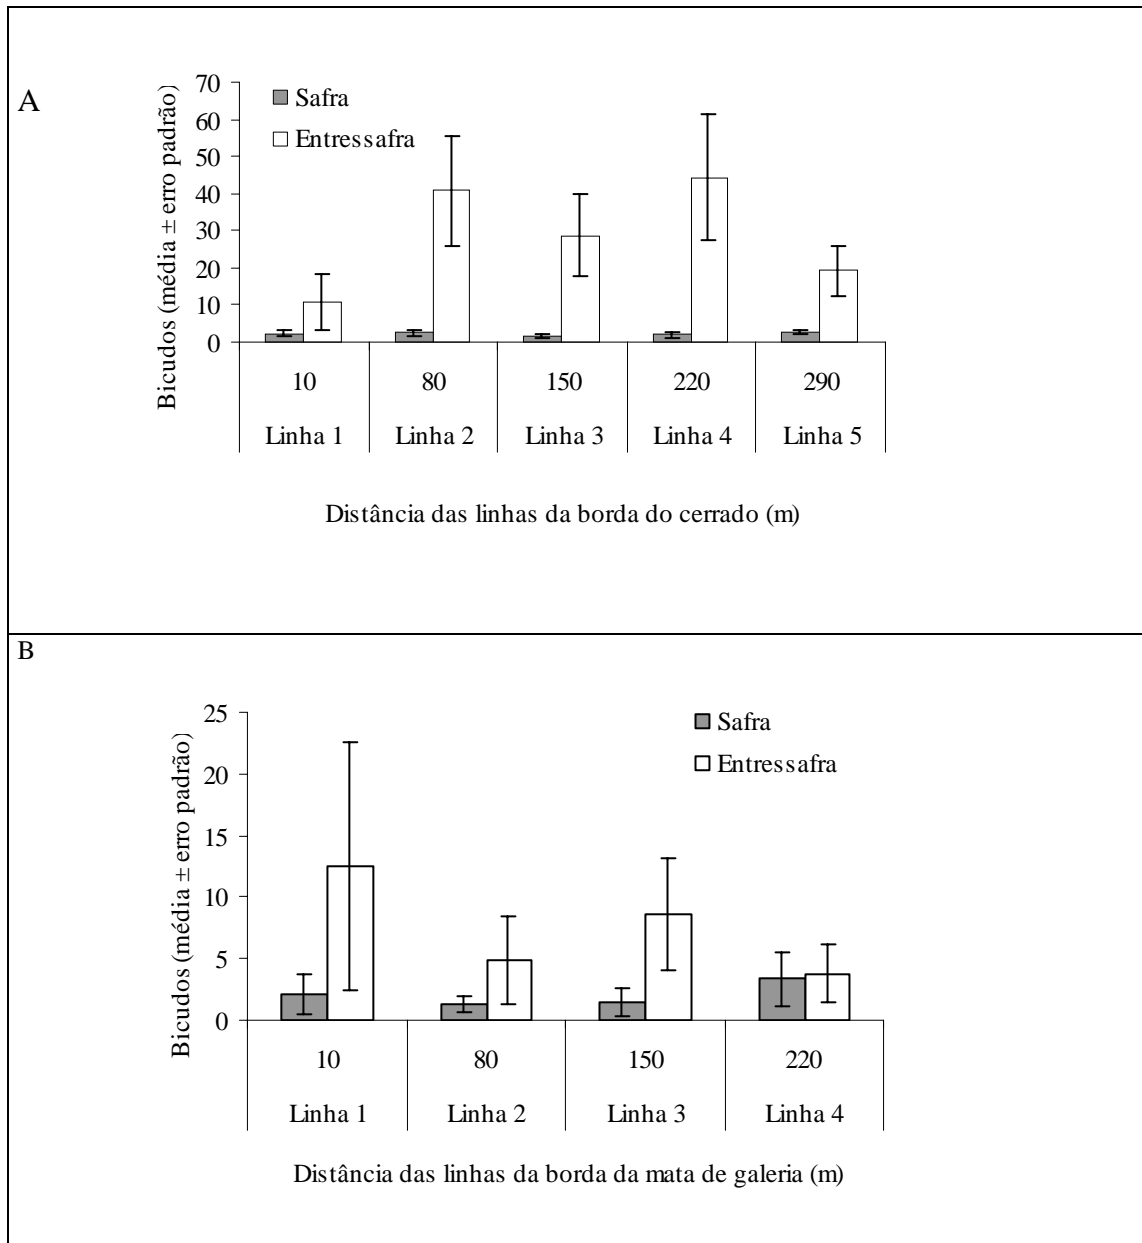 A
Bicudos (média ± erro padrão)
70
60
50
40
30
20
10
0
Safra
Entressafra
10 80 150 220 290
Linha 1 Linha 2 Linha 3 Linha 4 Linha 5
Distância das linhas da borda do cerrado (m)
B
Bicudos (média ± erro padrão)
25
20
15
10
5
0
Safra
Entressafra
10 80 150 220
Linha 1 Linha 2 Linha 3 Linha 4
Distância das linhas da borda da mata de galeria (m)